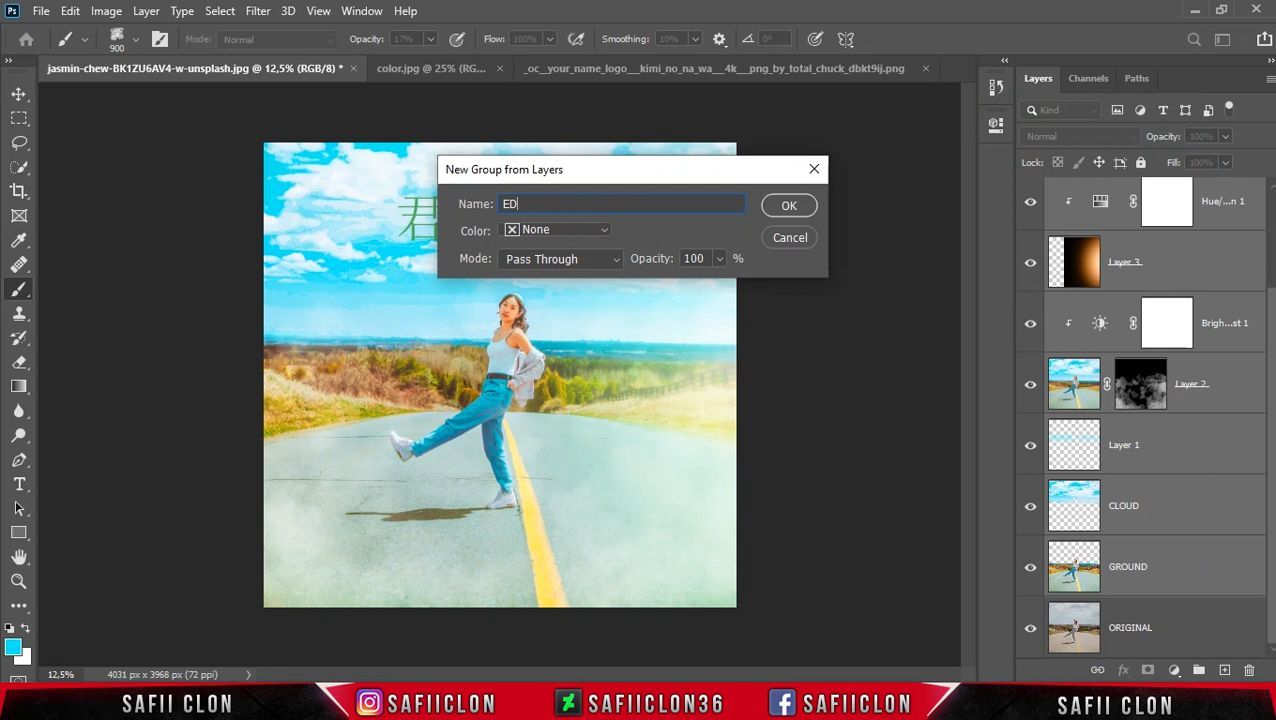 Ps File Edit Image Layer Type Select Filter 3D View Window Help
900 Mode: Normal Opacity: 17% Flow: 100% Smoothing: 10% 0°
jasmin-chew-BK1ZU6AV4-w-unsplash.jpg @ 12,5% (RGB/8) * color.jpg @ 25% (RG... _oc__your_name_logo__kimi_no_na_wa__4k__png_by_total_chuck_dbkt9ij.png
Layers Channels Paths
Kind
Normal Opacity: 100%
Lock: Fill: 100%
New Group from Layers
Name: ED
OK
Color: None
Cancel
Mode: Pass Through Opacity: 100 %
君
Hue/...n 1
Layer 3
Brigh...st 1
Layer 2
Layer 1
CLOUD
GROUND
ORIGINAL
12,5% 4031 px x 3968 px (72 ppi)
SAFII CLON SAFIICLON SAFIICLON36 SAFIICLON SAFII CLON